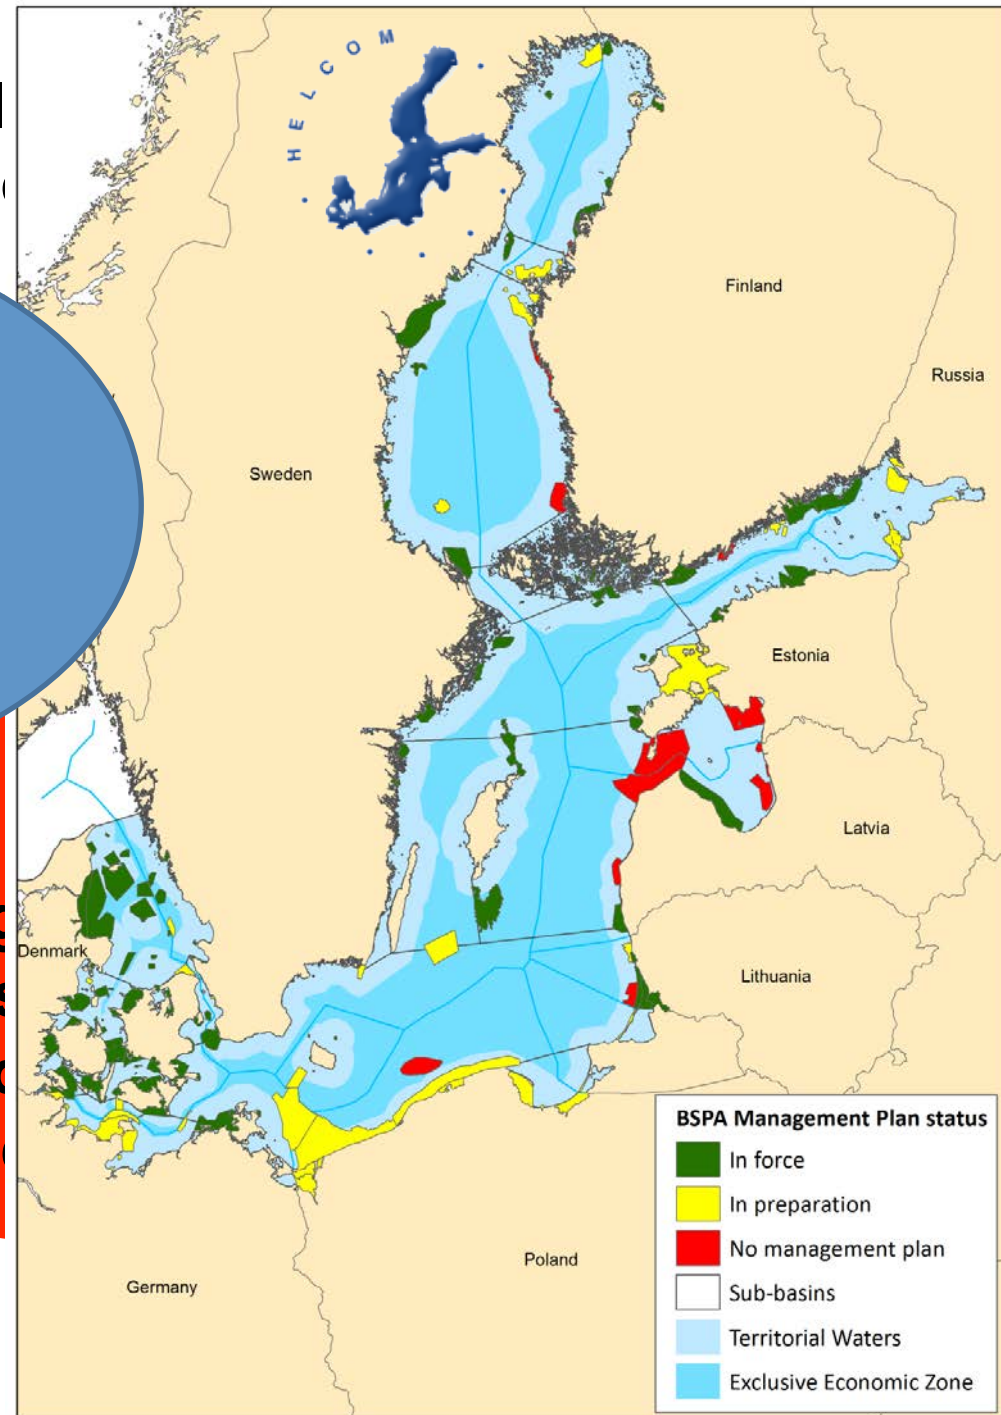 HELCOM
Finland
Russia
Sweden
Estonia
Latvia
Denmark
Lithuania
BSPA Management Plan status
In force
In preparation
No management plan
Sub-basins
Territorial Waters
Exclusive Economic Zone
Poland
Germany